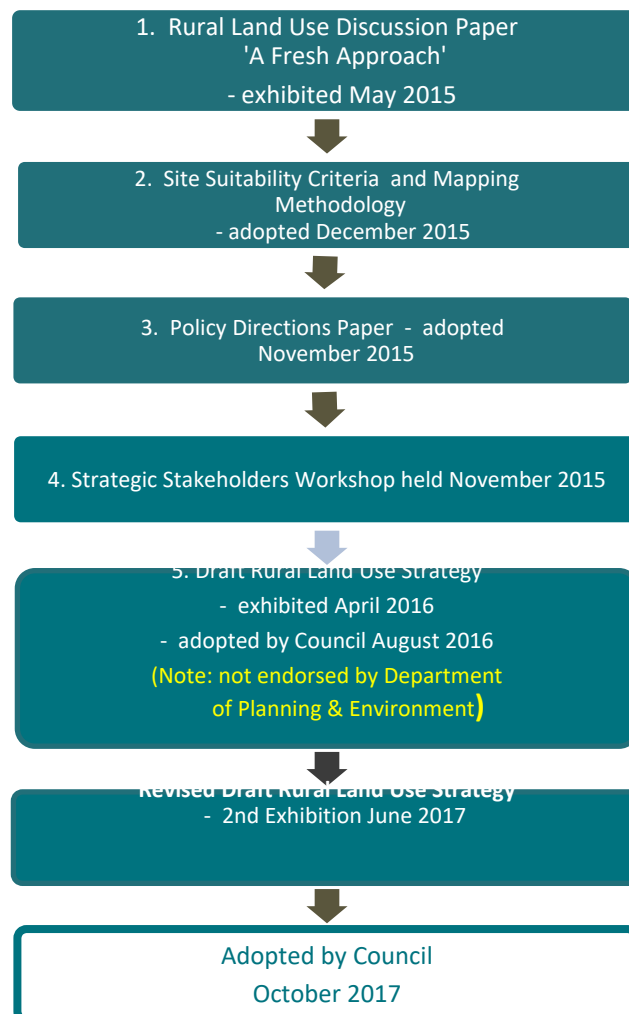 1. Rural Land Use Discussion Paper
'A Fresh Approach'
- exhibited May 2015
2. Site Suitability Criteria and Mapping
Methodology
- adopted December 2015
3. Policy Directions Paper - adopted
November 2015
4. Strategic Stakeholders Workshop held November 2015
5. Draft Rural Land Use Strategy
- exhibited April 2016
- adopted by Council August 2016
(Note: not endorsed by Department
of Planning & Environment)
Revised Draft Rural Land Use Strategy
- 2nd Exhibition June 2017
Adopted by Council
October 2017